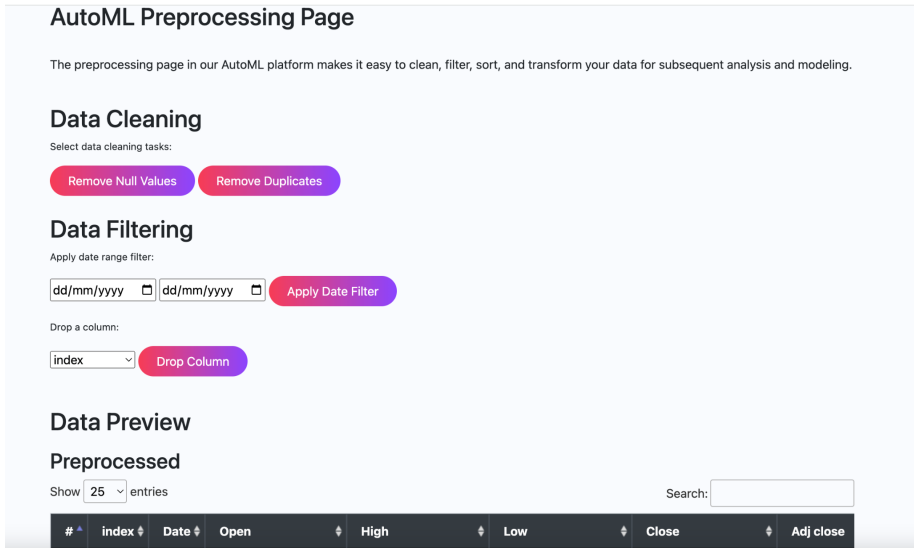 AutoML Preprocessing Page
The preprocessing page in our AutoML platform makes it easy to clean, filter, sort, and transform your data for subsequent analysis and modeling.
Data Cleaning
Select data cleaning tasks:
Remove Null Values Remove Duplicates
Data Filtering
Apply date range filter:
dd/mm/yyyy dd/mm/yyyy Apply Date Filter
Drop a column:
index Drop Column
Data Preview
Preprocessed
Show 25 entries Search:
# index Date Open High Low Close Adj close